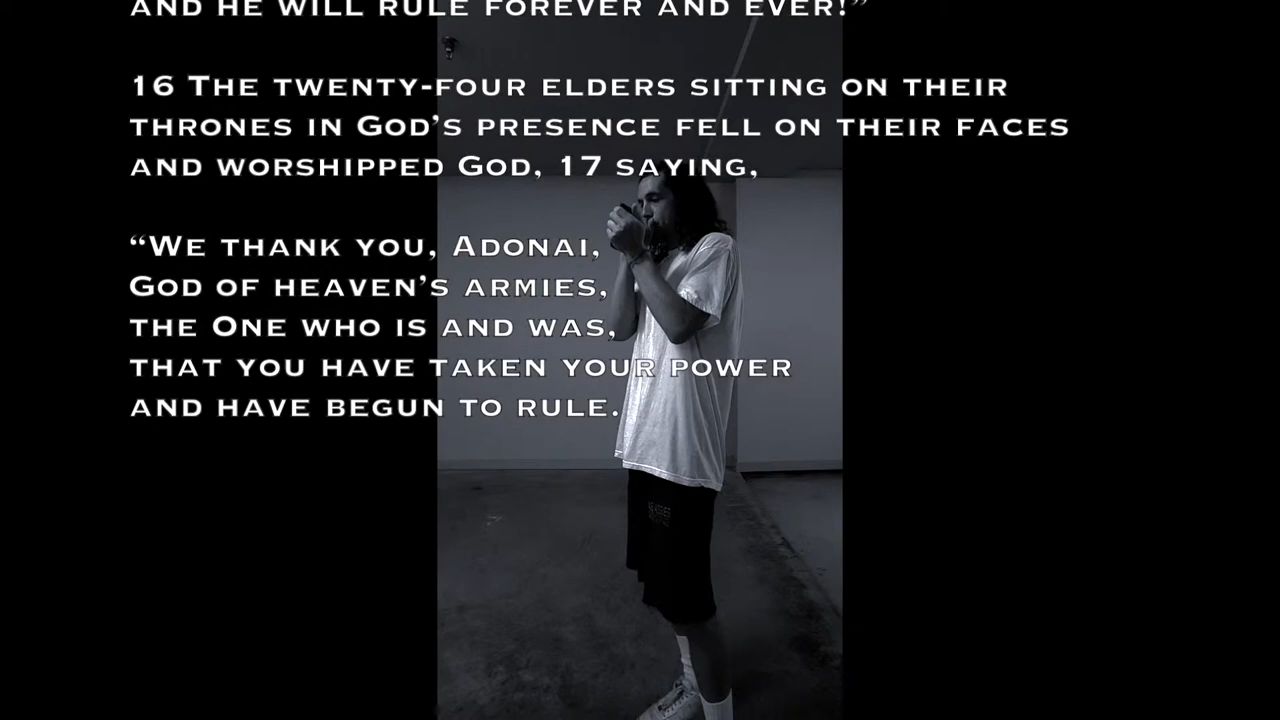 AND HE WILL RULE FOREVER AND EVER!”
16 THE TWENTY-FOUR ELDERS SITTING ON THEIR
THRONES IN GOD’S PRESENCE FELL ON THEIR FACES
AND WORSHIPPED GOD, 17 SAYING,
“WE THANK YOU, ADONAI,
GOD OF HEAVEN’S ARMIES,
THE ONE WHO IS AND WAS,
THAT YOU HAVE TAKEN YOUR POWER
AND HAVE BEGUN TO RULE.